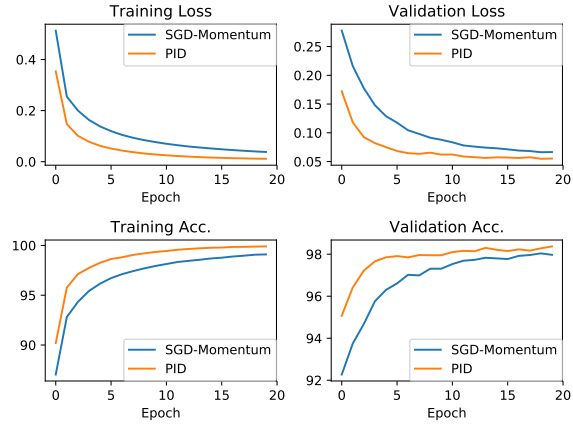 Training Loss
SGD-Momentum
PID
0.4
0.2
0.0
0 5 10 15 20
Epoch
Validation Loss
SGD-Momentum
PID
0.25
0.20
0.15
0.10
0.05
0 5 10 15 20
Epoch
Training Acc.
100
95
90
SGD-Momentum
PID
0 5 10 15 20
Epoch
Validation Acc.
98
96
94
92
SGD-Momentum
PID
0 5 10 15 20
Epoch